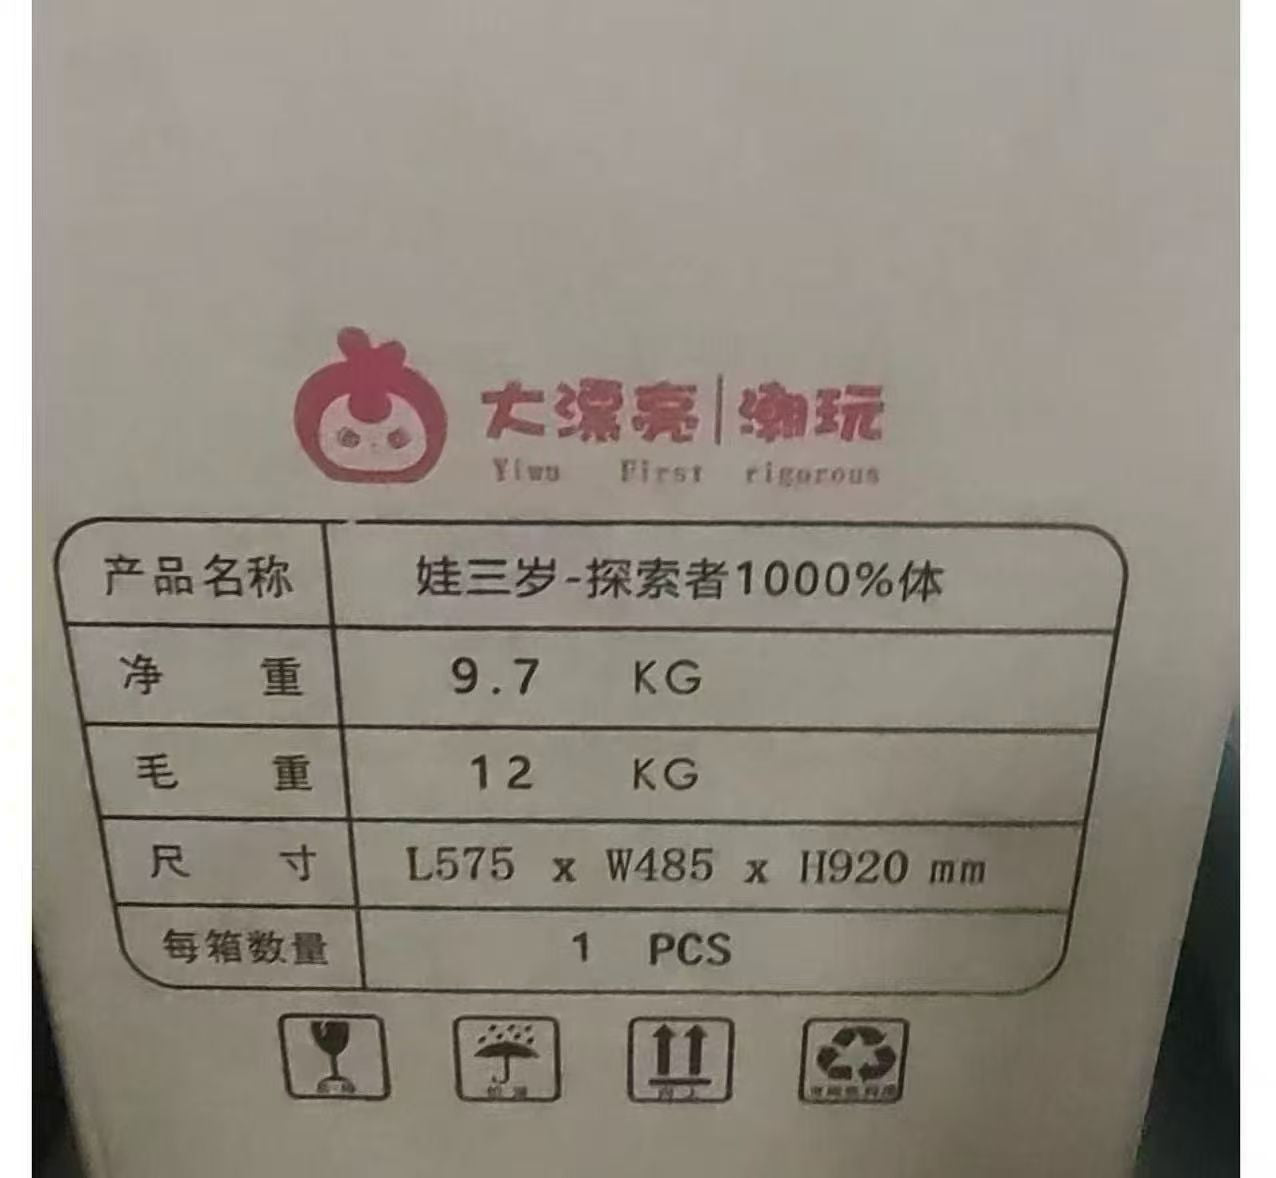 大漂亮|潮玩
Yiwu First rigorous
产品名称 娃三岁-探索者1000%体
净 重 9.7 KG
毛 重 12 KG
尺 寸 L575 x W485 x H920 mm
每箱数量 1 PCS
向上